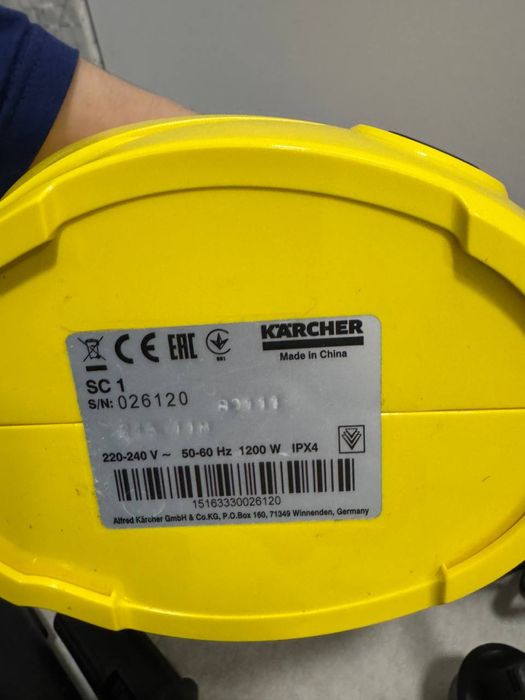 CE EAC 001
KÄRCHER
Made in China
SC 1
S/N: 026120
220-240 V ~ 50-60 Hz 1200 W IPX4
15163330026120
Alfred Kärcher GmbH & Co.KG, P.O.Box 160, 71349 Winnenden, Germany